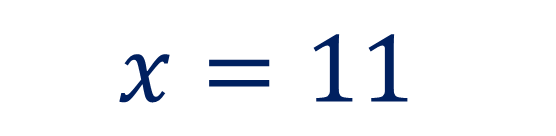 x = 11